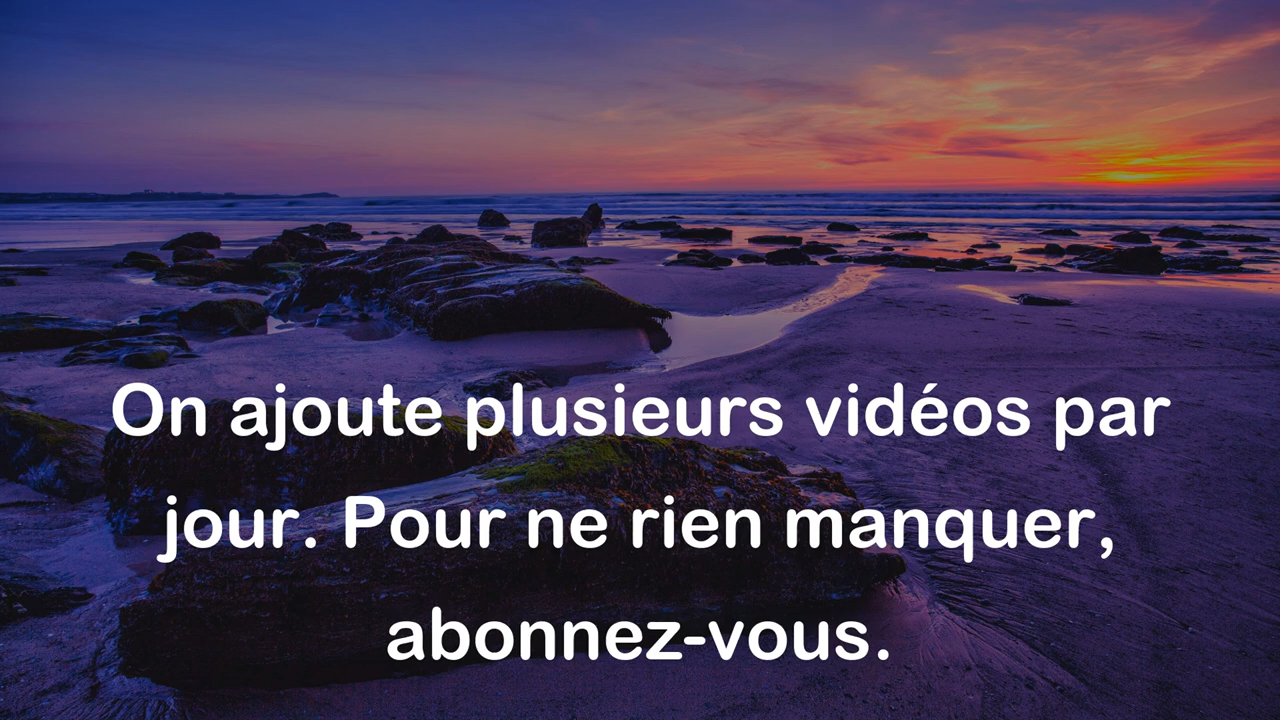 On ajoute plusieurs vidéos par
jour. Pour ne rien manquer,
abonnez-vous.